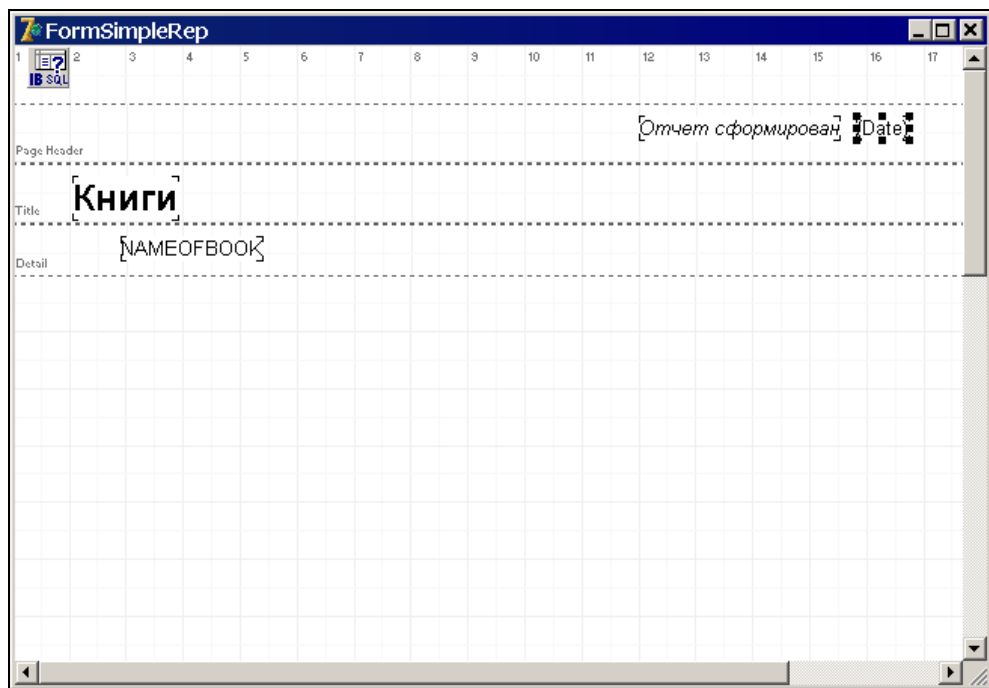 FormSimpleRep
1 2 3 4 5 6 7 8 9 10 11 12 13 14 15 16 17
IB SQL
Отчет сформирован (Date)
Page Header
Книги
Title
NAMEOFBOOK
Detail